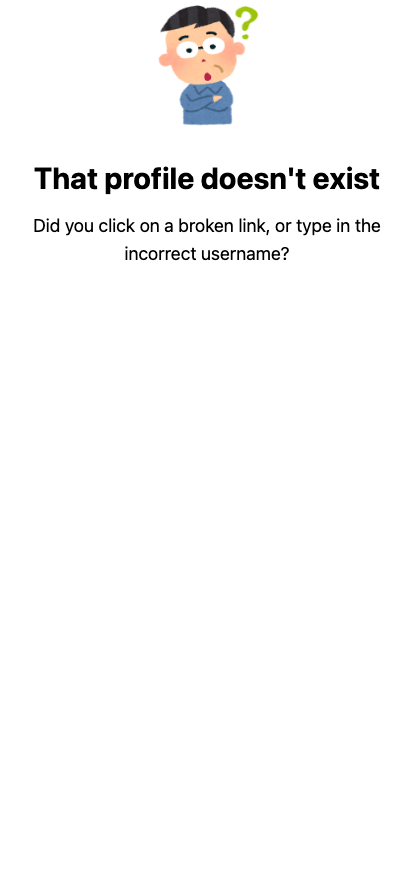 ?
That profile doesn't exist
Did you click on a broken link, or type in the
incorrect username?